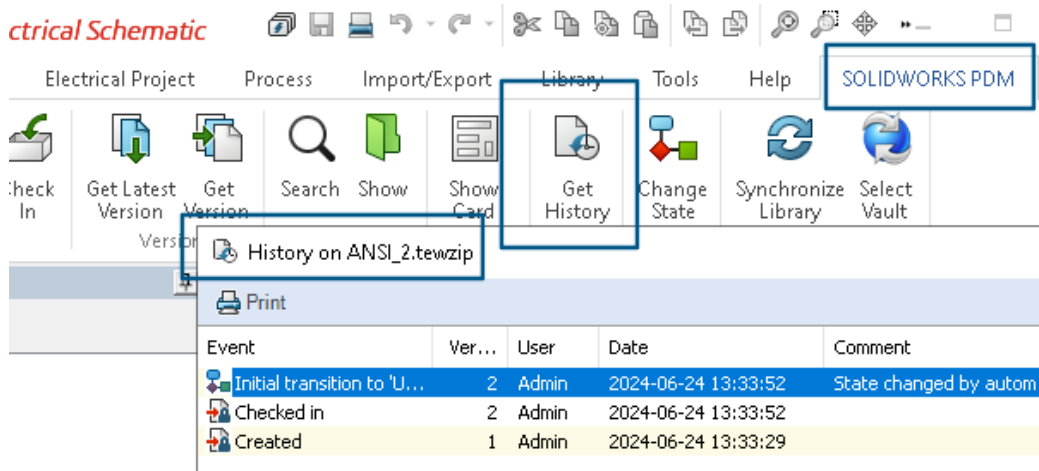 ctrical Schematic
Electrical Project Process Import/Export Library Tools Help SOLIDWORKS PDM
Check Get Latest Get Search Show Show Get Change Synchronize Select
In Version Version Card History State Library Vault
Versio
History on ANSI_2.tewzip
Print
Event Ver... User Date Comment
Initial transition to 'U... 2 Admin 2024-06-24 13:33:52 State changed by autom
Checked in 2 Admin 2024-06-24 13:33:52
Created 1 Admin 2024-06-24 13:33:29